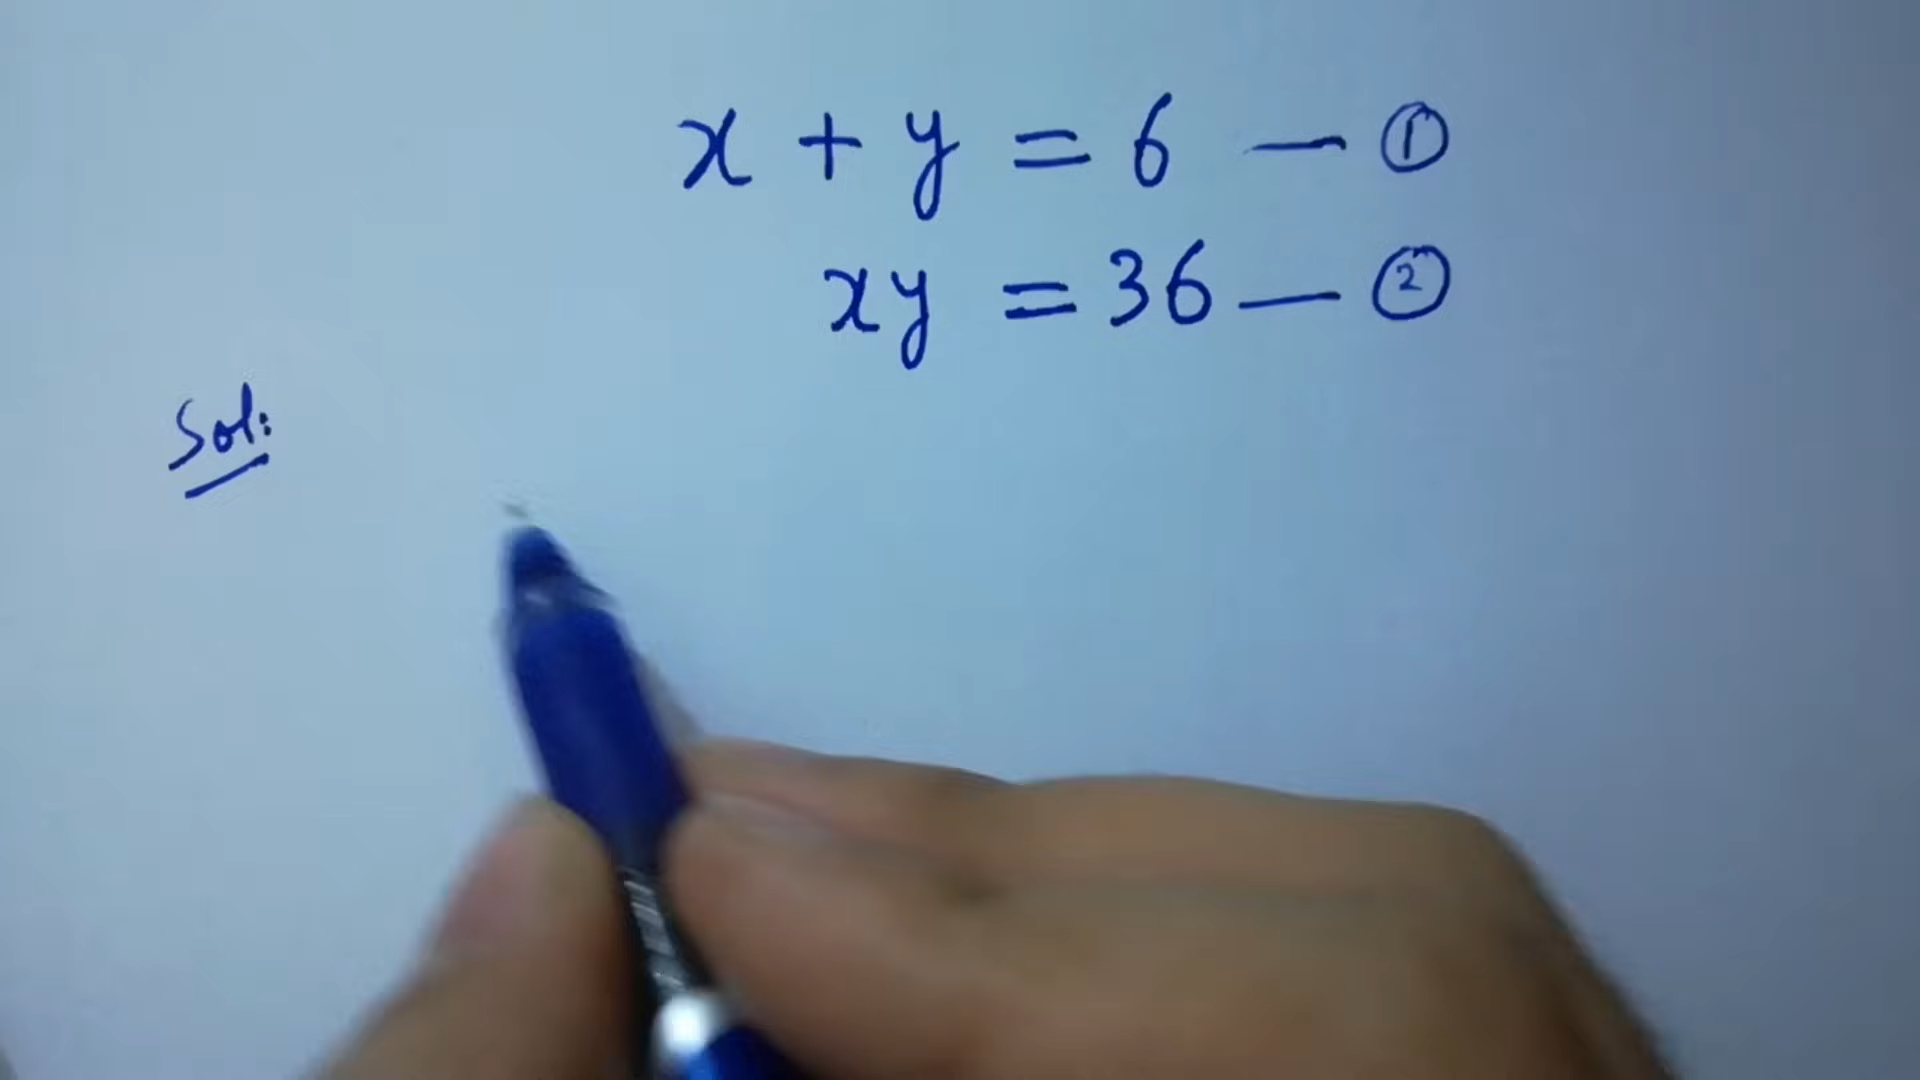 x + y = 6 — ①
xy = 36 — ②
Sol: